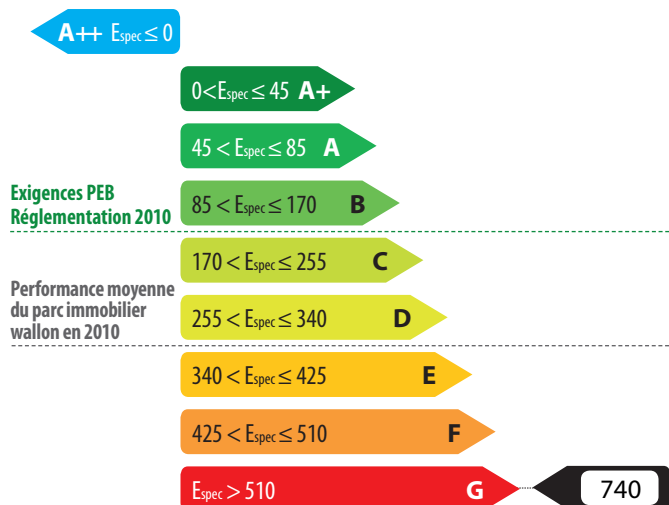 A++ Espec ≤ 0
0<Espec ≤ 45 A+
45 < Espec ≤ 85 A
Exigences PEB
Réglementation 2010
85 < Espec ≤ 170 B
170 < Espec ≤ 255 C
Performance moyenne
du parc immobilier
wallon en 2010
255 < Espec ≤ 340 D
340 < Espec ≤ 425 E
425 < Espec ≤ 510 F
Espec > 510 G 740